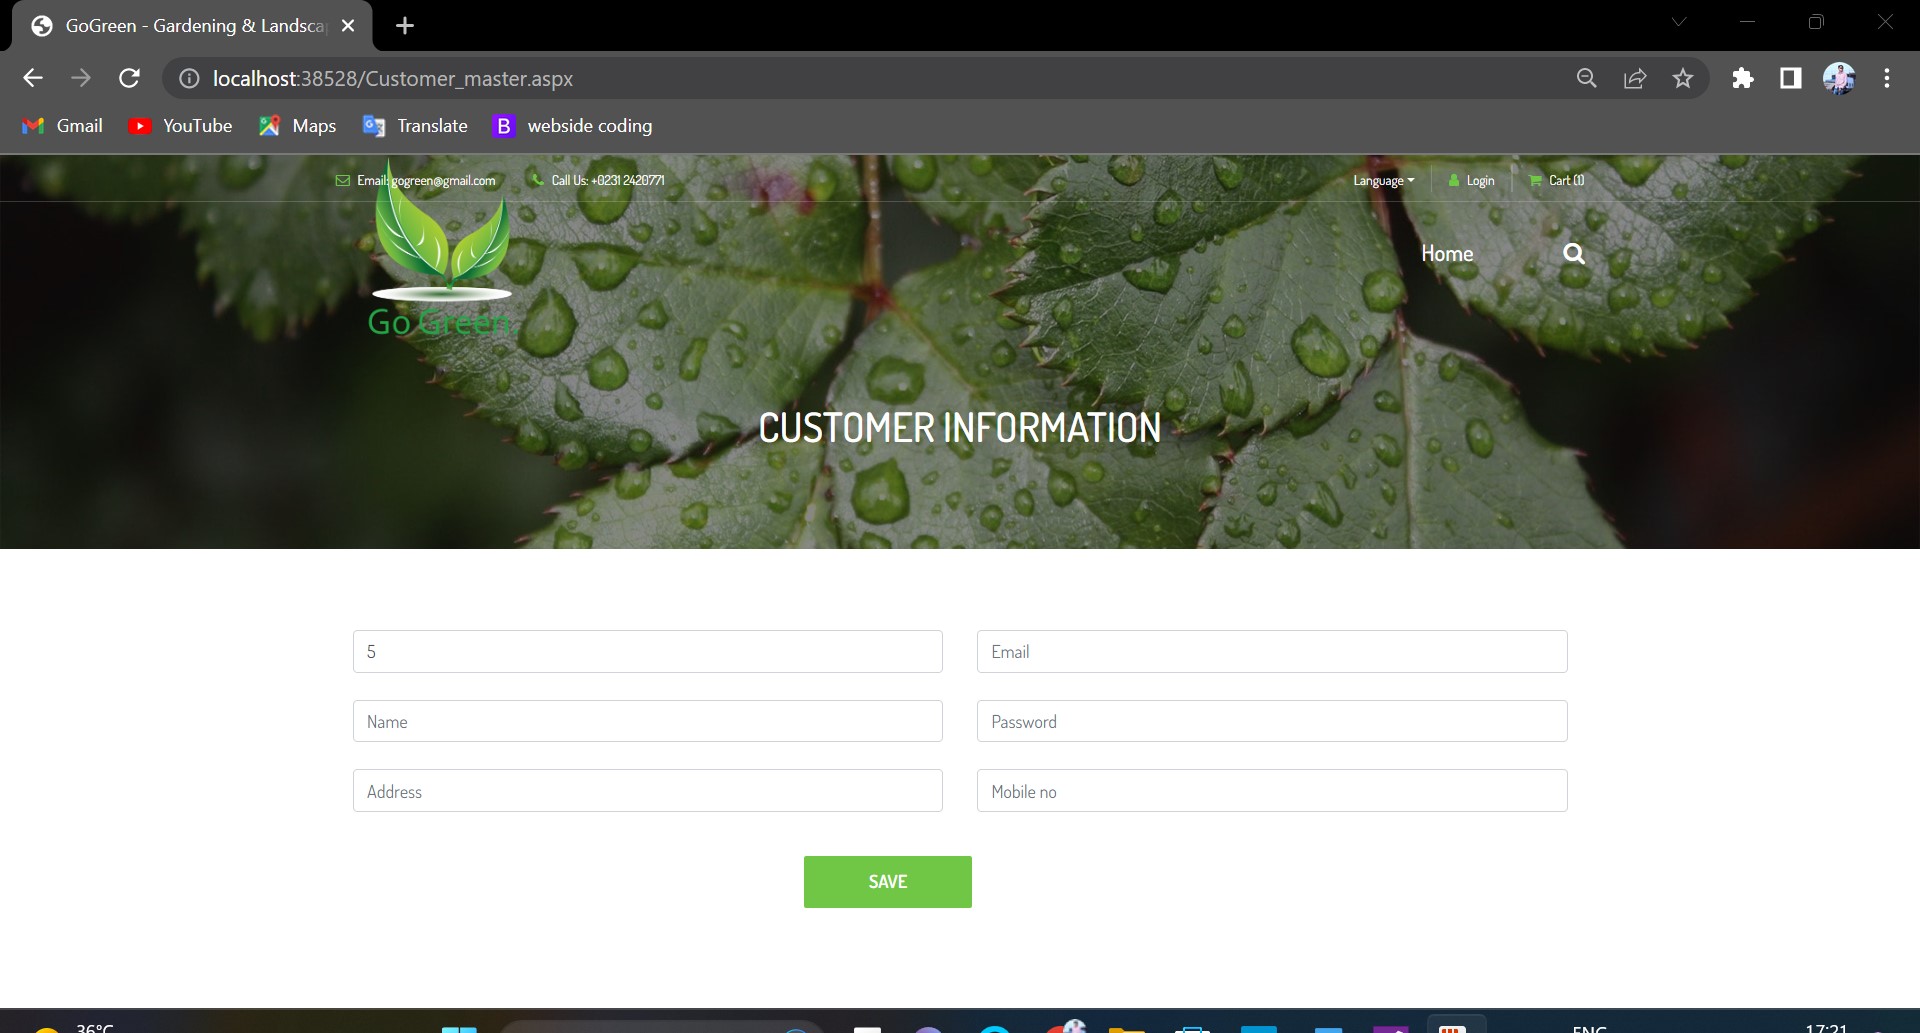 GoGreen - Gardening & Landsca
localhost:38528/Customer_master.aspx
Gmail YouTube Maps Translate B webside coding
Email: gogreen@gmail.com Call Us: +0231 2420771 Language Login Cart (1)
Home
Go Green.
CUSTOMER INFORMATION
5 Email
Name Password
Address Mobile no
SAVE
36°C ENG 17:21